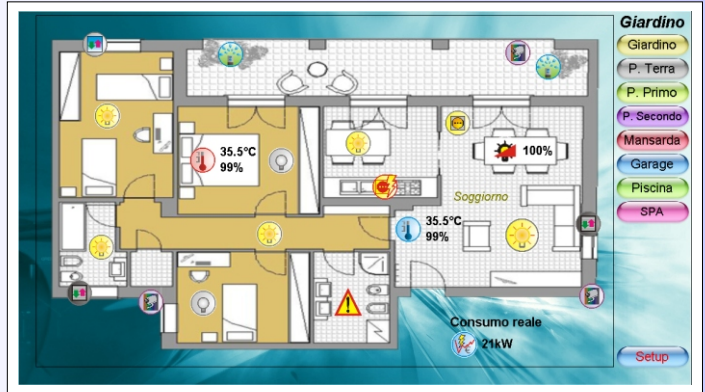 Giardino
Giardino
P. Terra
P. Primo
P. Secondo
Mansarda
Garage
Piscina
SPA
35.5°C
99%
100%
Soggiorno
35.5°C
99%
Consumo reale
21kW
Setup